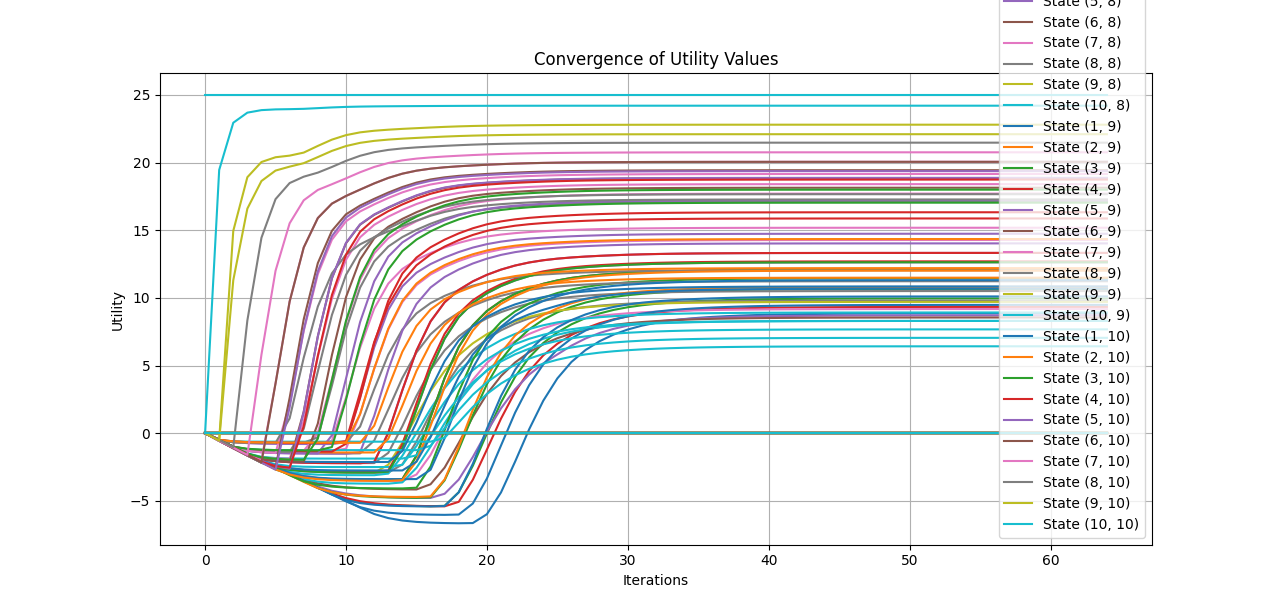 Convergence of Utility Values
Utility
25
20
15
10
5
0
−5
0
10
20
30
40
50
60
Iterations
State (5, 8)
State (6, 8)
State (7, 8)
State (8, 8)
State (9, 8)
State (10, 8)
State (1, 9)
State (2, 9)
State (3, 9)
State (4, 9)
State (5, 9)
State (6, 9)
State (7, 9)
State (8, 9)
State (9, 9)
State (10, 9)
State (1, 10)
State (2, 10)
State (3, 10)
State (4, 10)
State (5, 10)
State (6, 10)
State (7, 10)
State (8, 10)
State (9, 10)
State (10, 10)